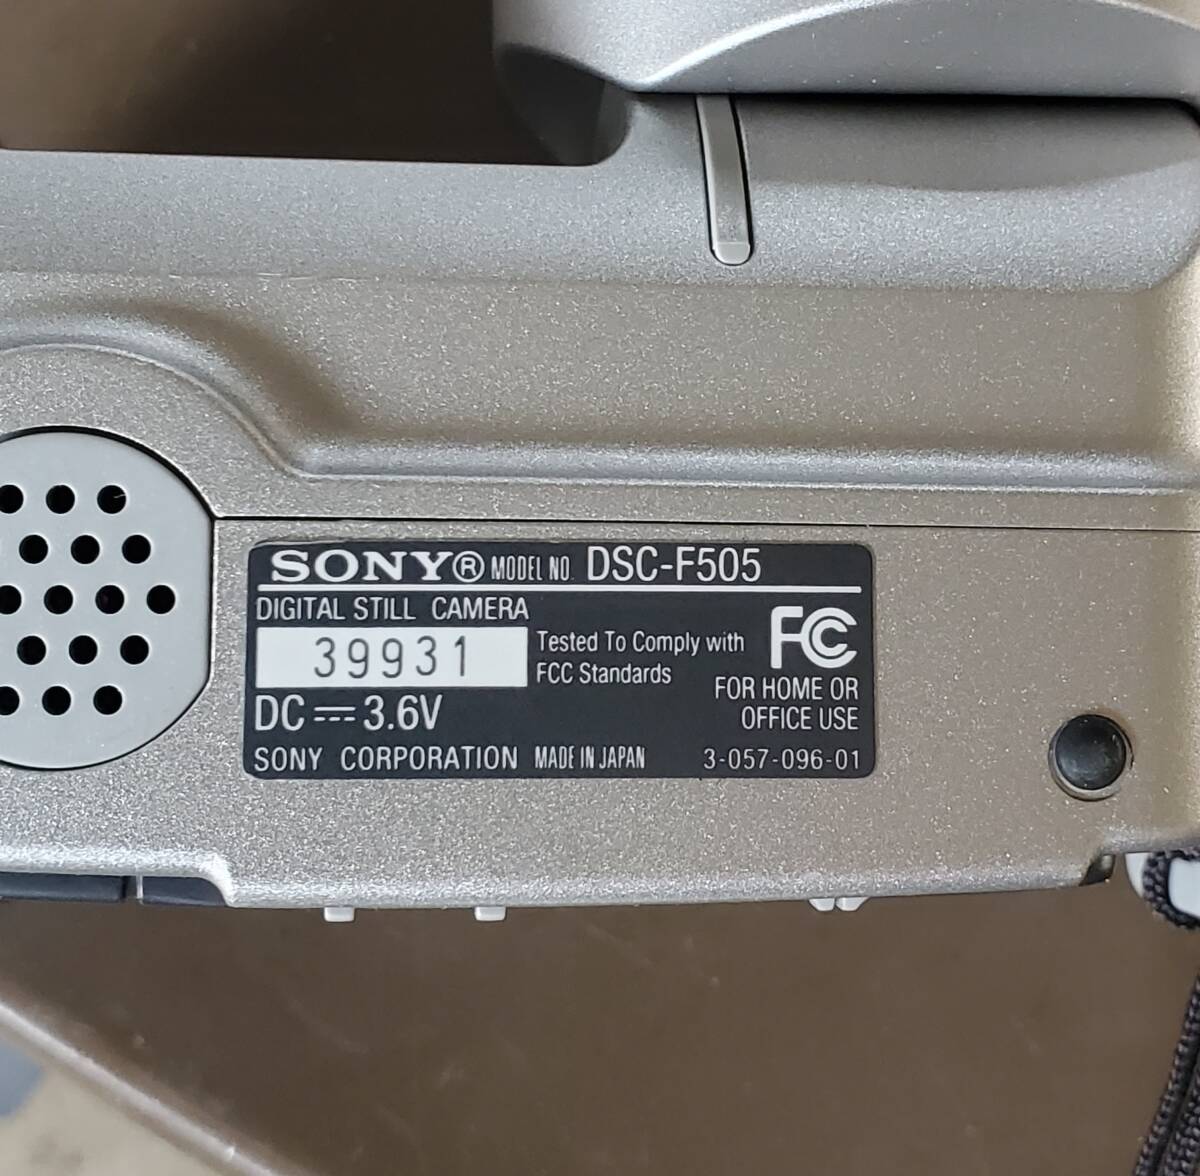 SONY® MODEL NO. DSC-F505
DIGITAL STILL CAMERA
39931
Tested To Comply with
FCC Standards
FC
FOR HOME OR
OFFICE USE
DC ⎓ 3.6V
SONY CORPORATION MADE IN JAPAN 3-057-096-01